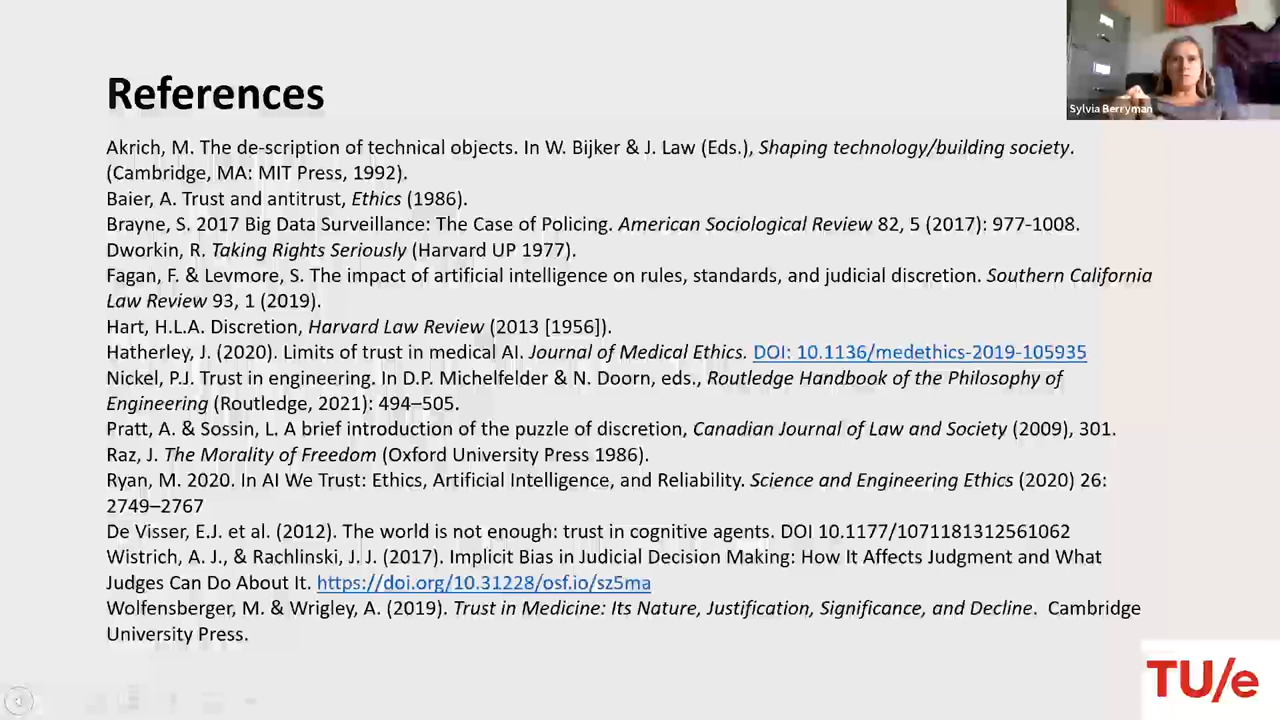 References
Sylvia Berryman
Akrich, M. The de-scription of technical objects. In W. Bijker & J. Law (Eds.), Shaping technology/building society.
(Cambridge, MA: MIT Press, 1992).
Baier, A. Trust and antitrust, Ethics (1986).
Brayne, S. 2017 Big Data Surveillance: The Case of Policing. American Sociological Review 82, 5 (2017): 977-1008.
Dworkin, R. Taking Rights Seriously (Harvard UP 1977).
Fagan, F. & Levmore, S. The impact of artificial intelligence on rules, standards, and judicial discretion. Southern California
Law Review 93, 1 (2019).
Hart, H.L.A. Discretion, Harvard Law Review (2013 [1956]).
Hatherley, J. (2020). Limits of trust in medical AI. Journal of Medical Ethics. DOI: 10.1136/medethics-2019-105935
Nickel, P.J. Trust in engineering. In D.P. Michelfelder & N. Doorn, eds., Routledge Handbook of the Philosophy of
Engineering (Routledge, 2021): 494–505.
Pratt, A. & Sossin, L. A brief introduction of the puzzle of discretion, Canadian Journal of Law and Society (2009), 301.
Raz, J. The Morality of Freedom (Oxford University Press 1986).
Ryan, M. 2020. In AI We Trust: Ethics, Artificial Intelligence, and Reliability. Science and Engineering Ethics (2020) 26:
2749–2767
De Visser, E.J. et al. (2012). The world is not enough: trust in cognitive agents. DOI 10.1177/1071181312561062
Wistrich, A. J., & Rachlinski, J. J. (2017). Implicit Bias in Judicial Decision Making: How It Affects Judgment and What
Judges Can Do About It. https://doi.org/10.31228/osf.io/sz5ma
Wolfensberger, M. & Wrigley, A. (2019). Trust in Medicine: Its Nature, Justification, Significance, and Decline. Cambridge
University Press.
TU/e